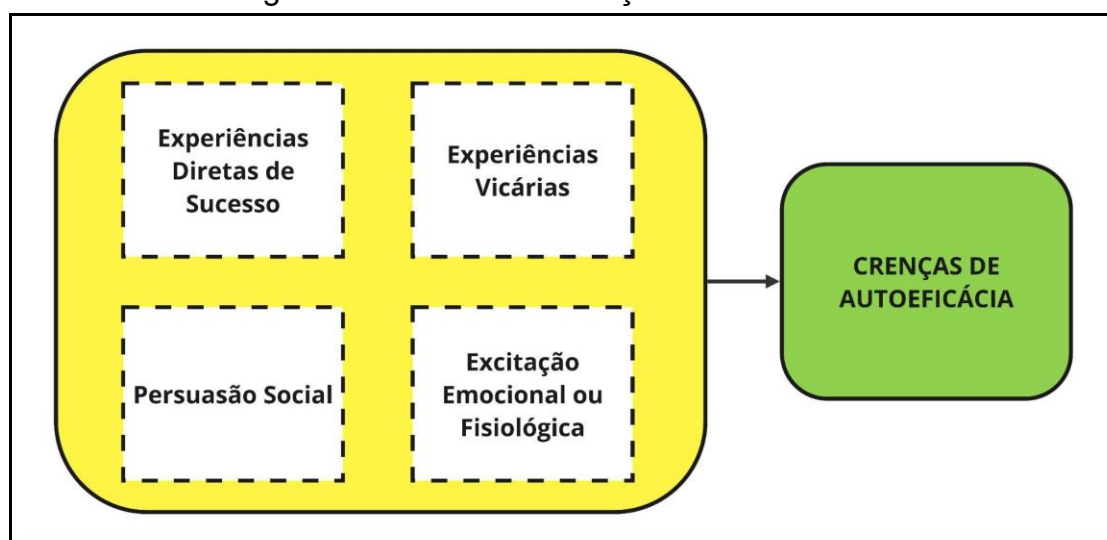 Experiências
Diretas de
Sucesso
Experiências
Vicárias
Persuasão Social
Excitação
Emocional ou
Fisiológica
CRENÇAS DE
AUTOEFICÁCIA